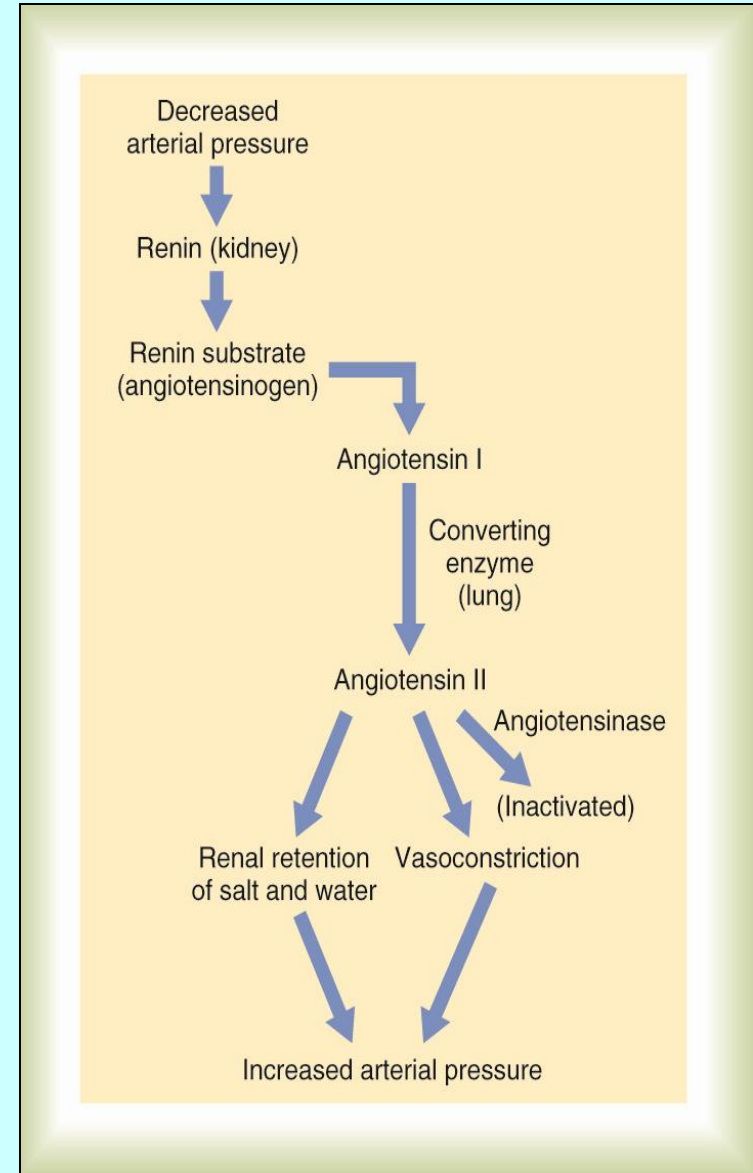 Decreased
arterial pressure
Renin (kidney)
Renin substrate
(angiotensinogen)
Angiotensin I
Converting
enzyme
(lung)
Angiotensin II
Angiotensinase
(Inactivated)
Renal retention
of salt and water
Vasoconstriction
Increased arterial pressure